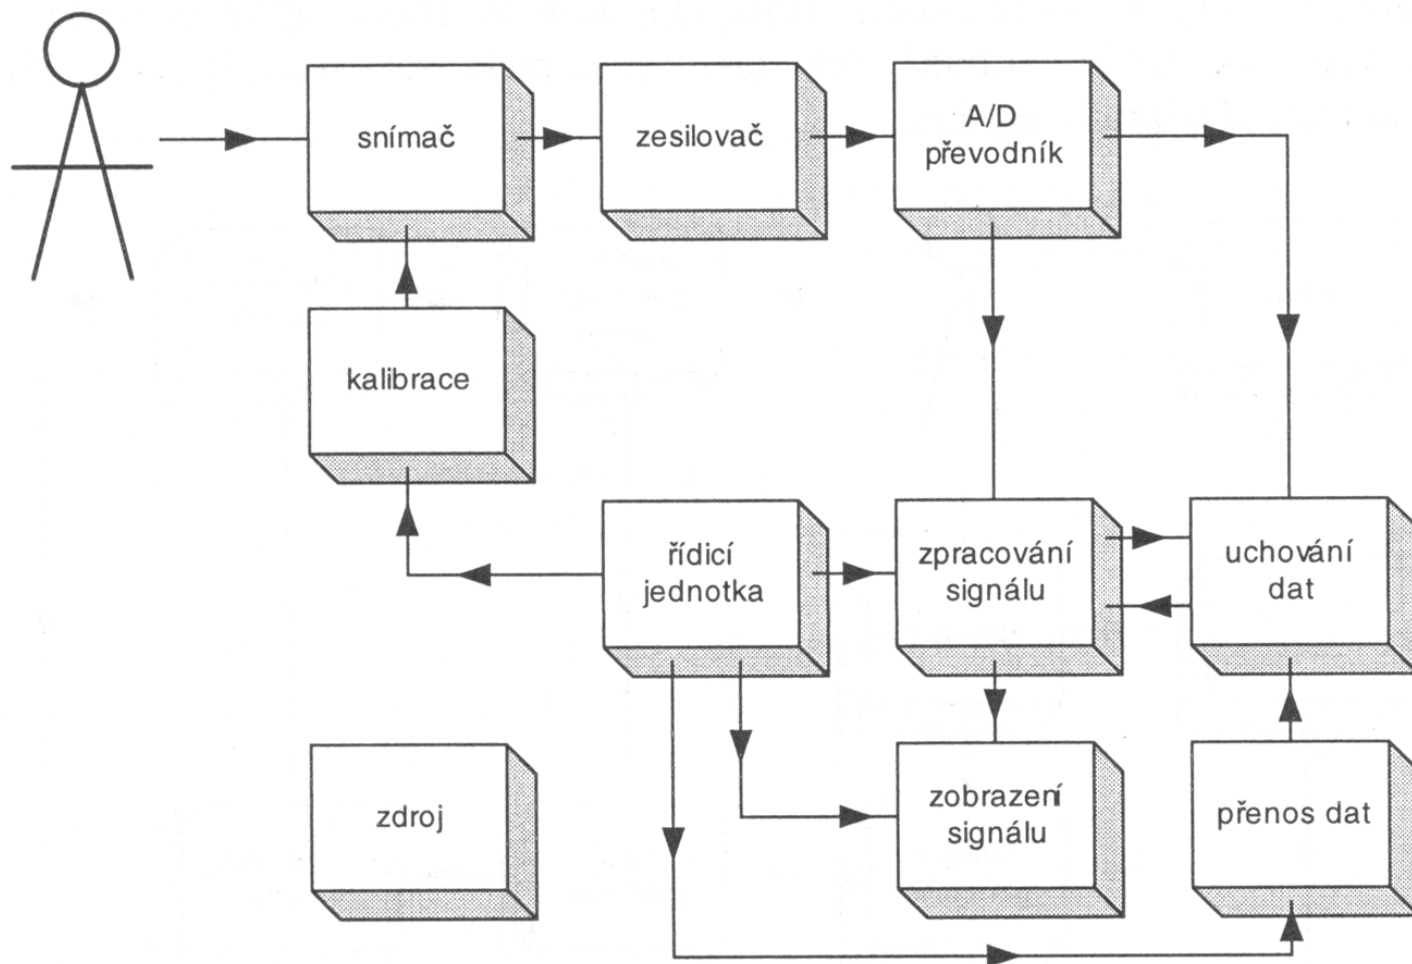 snímač
zesilovač
A/D
převodník
kalibrace
řídicí
jednotka
zpracování
signálu
uchování
dat
zdroj
zobrazení
signálu
přenos dat